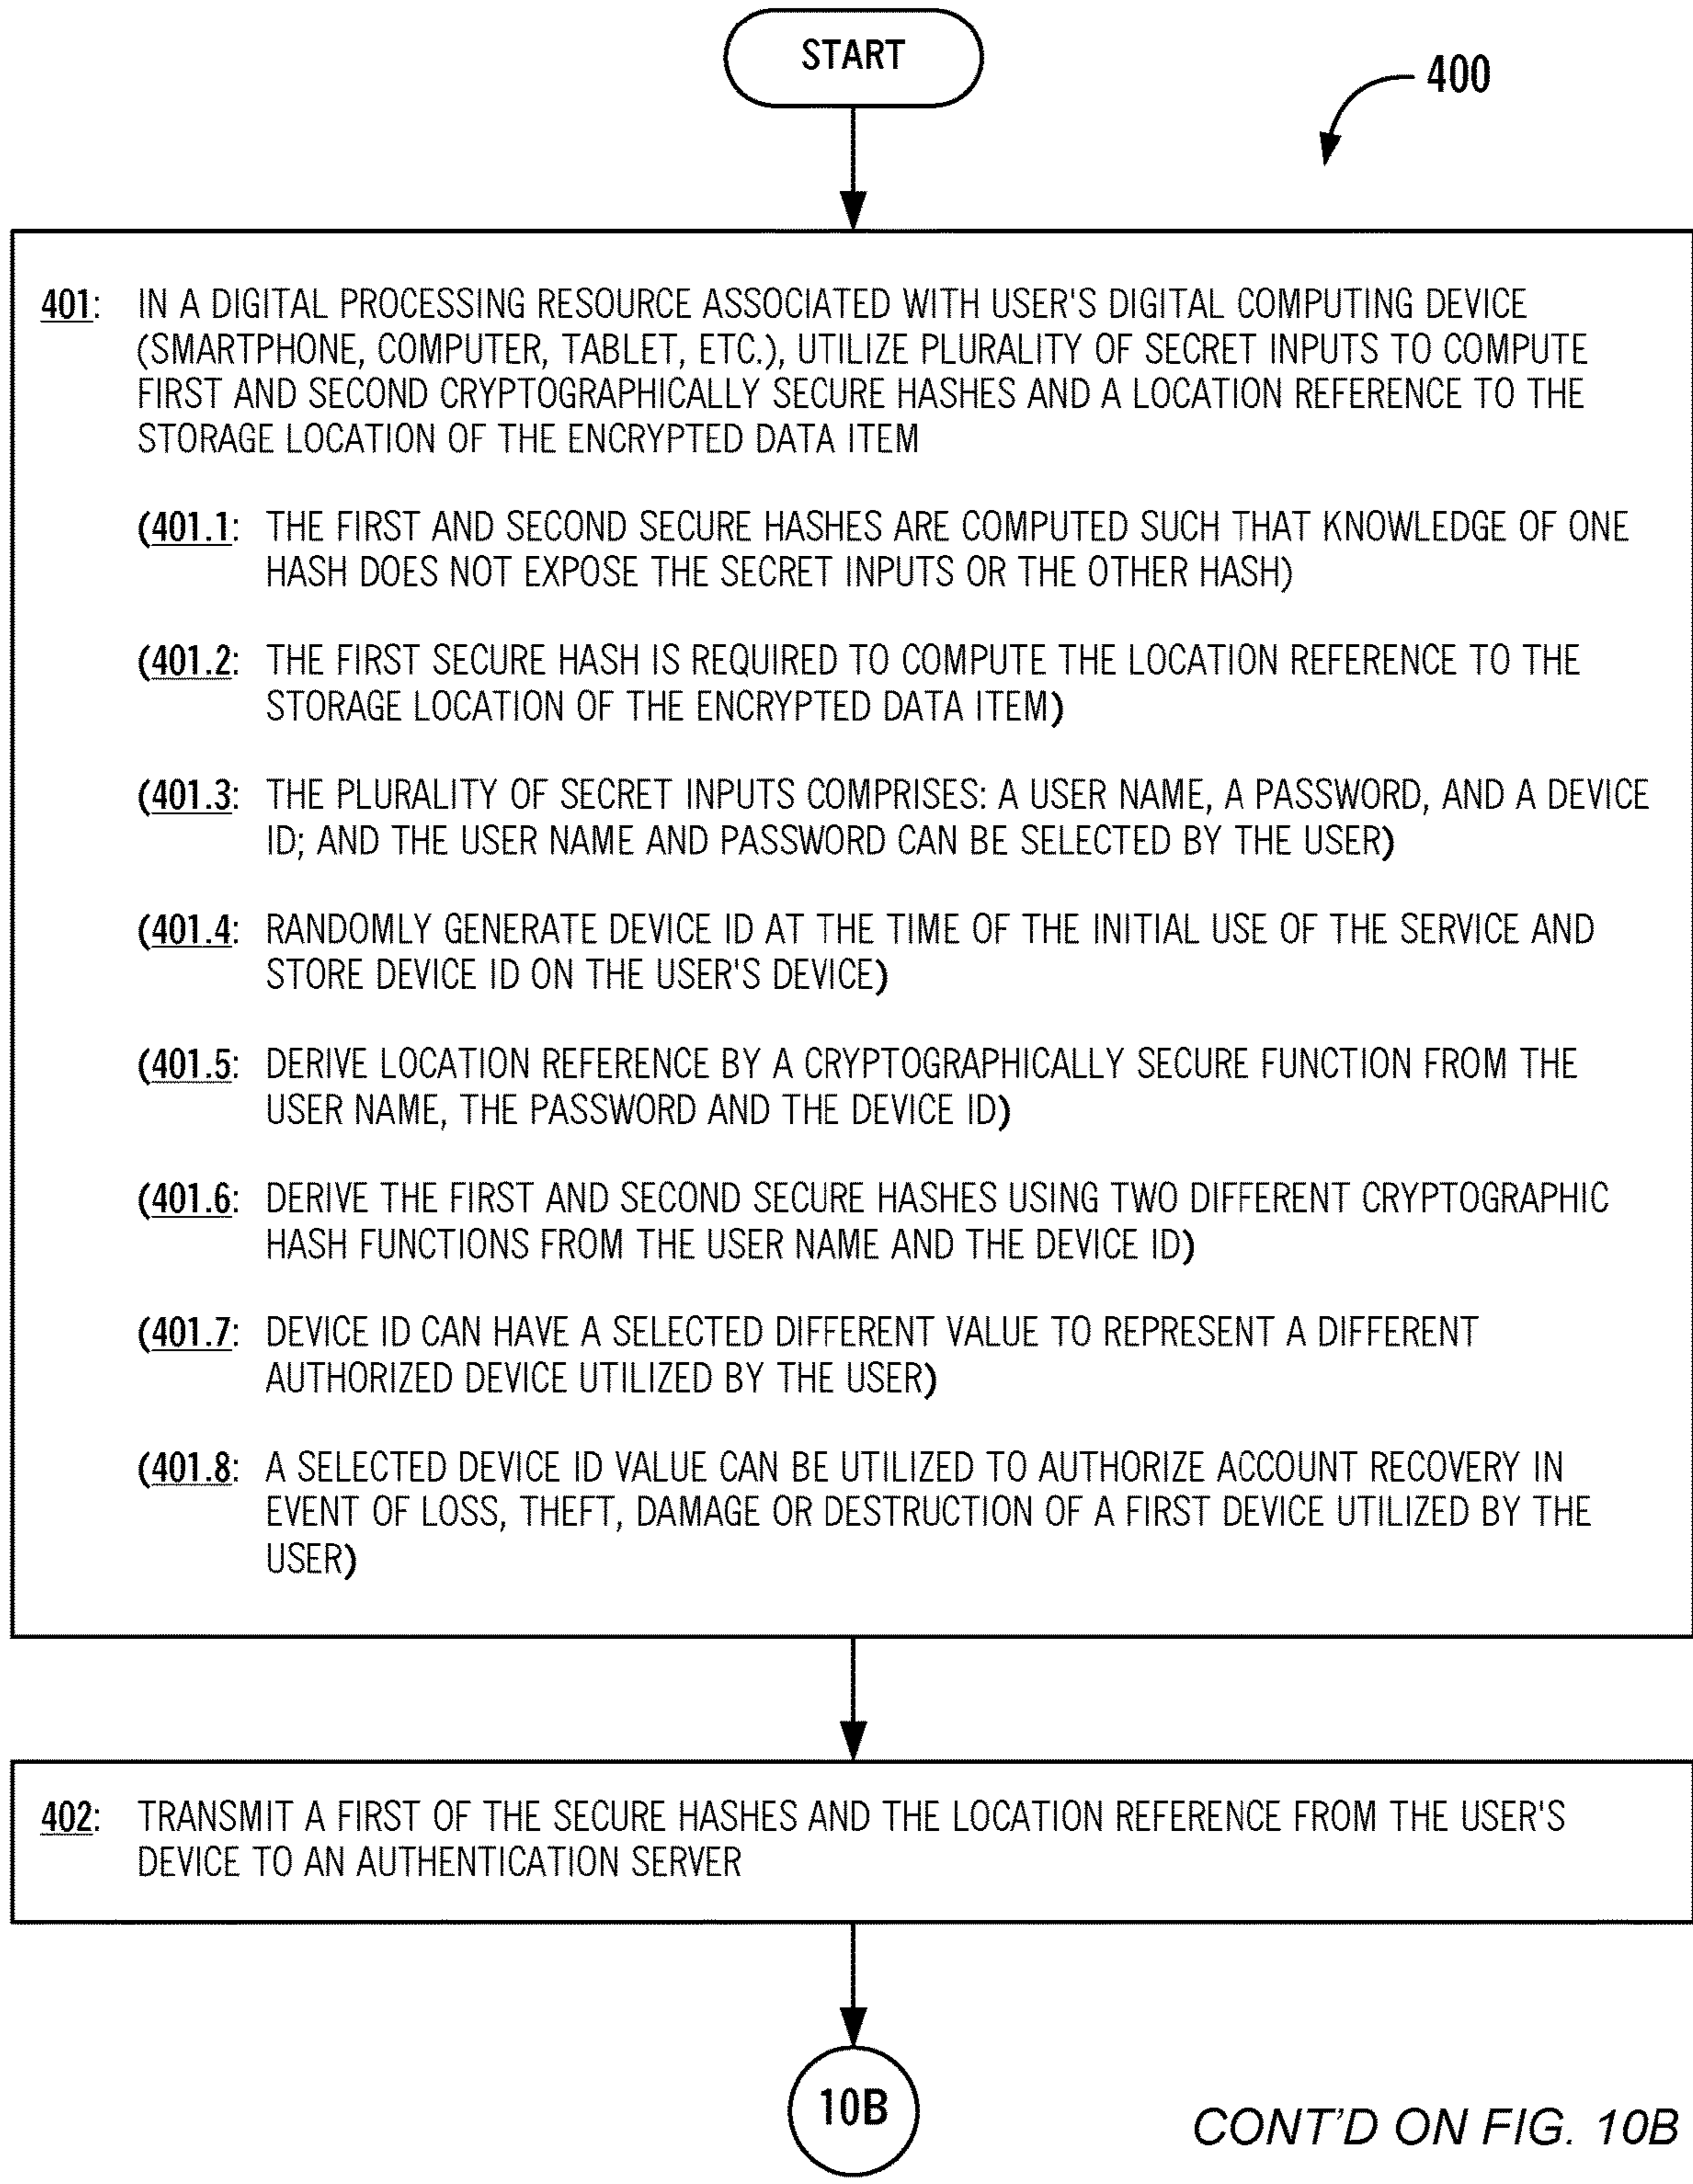 START
400
401: IN A DIGITAL PROCESSING RESOURCE ASSOCIATED WITH USER'S DIGITAL COMPUTING DEVICE
(SMARTPHONE, COMPUTER, TABLET, ETC.), UTILIZE PLURALITY OF SECRET INPUTS TO COMPUTE
FIRST AND SECOND CRYPTOGRAPHICALLY SECURE HASHES AND A LOCATION REFERENCE TO THE
STORAGE LOCATION OF THE ENCRYPTED DATA ITEM
(401.1: THE FIRST AND SECOND SECURE HASHES ARE COMPUTED SUCH THAT KNOWLEDGE OF ONE
HASH DOES NOT EXPOSE THE SECRET INPUTS OR THE OTHER HASH)
(401.2: THE FIRST SECURE HASH IS REQUIRED TO COMPUTE THE LOCATION REFERENCE TO THE
STORAGE LOCATION OF THE ENCRYPTED DATA ITEM)
(401.3: THE PLURALITY OF SECRET INPUTS COMPRISES: A USER NAME, A PASSWORD, AND A DEVICE
ID; AND THE USER NAME AND PASSWORD CAN BE SELECTED BY THE USER)
(401.4: RANDOMLY GENERATE DEVICE ID AT THE TIME OF THE INITIAL USE OF THE SERVICE AND
STORE DEVICE ID ON THE USER'S DEVICE)
(401.5: DERIVE LOCATION REFERENCE BY A CRYPTOGRAPHICALLY SECURE FUNCTION FROM THE
USER NAME, THE PASSWORD AND THE DEVICE ID)
(401.6: DERIVE THE FIRST AND SECOND SECURE HASHES USING TWO DIFFERENT CRYPTOGRAPHIC
HASH FUNCTIONS FROM THE USER NAME AND THE DEVICE ID)
(401.7: DEVICE ID CAN HAVE A SELECTED DIFFERENT VALUE TO REPRESENT A DIFFERENT
AUTHORIZED DEVICE UTILIZED BY THE USER)
(401.8: A SELECTED DEVICE ID VALUE CAN BE UTILIZED TO AUTHORIZE ACCOUNT RECOVERY IN
EVENT OF LOSS, THEFT, DAMAGE OR DESTRUCTION OF A FIRST DEVICE UTILIZED BY THE
USER)
402: TRANSMIT A FIRST OF THE SECURE HASHES AND THE LOCATION REFERENCE FROM THE USER'S
DEVICE TO AN AUTHENTICATION SERVER
10B
CONT'D ON FIG. 10B